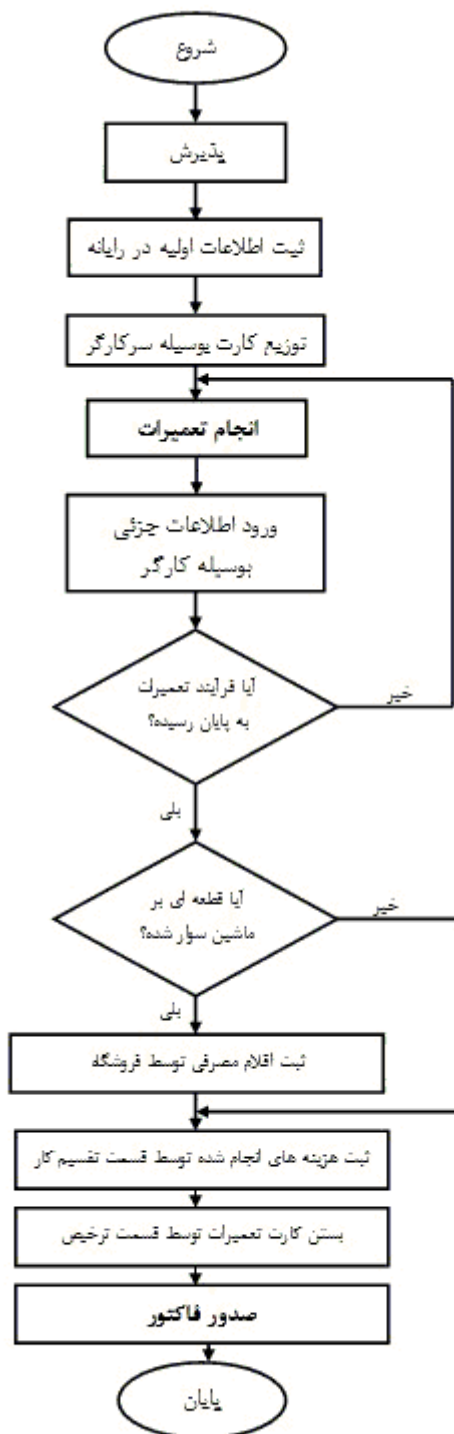 شروع
پذیرش
ثبت اطلاعات اولیه در رایانه
توزیع کارت بوسیله سرکارگر
انجام تعمیرات
ورود اطلاعات جزئی
بوسیله کارگر
آیا فرآیند تعمیرات
به پایان رسیده؟
خیر
بلی
آیا قطعه ای بر
ماشین سوار شده؟
خیر
بلی
ثبت اقلام مصرفی توسط فروشگاه
ثبت هزینه های انجام شده توسط قسمت تقسیم کار
بستن کارت تعمیرات توسط قسمت ترخیص
صدور فاکتور
پایان